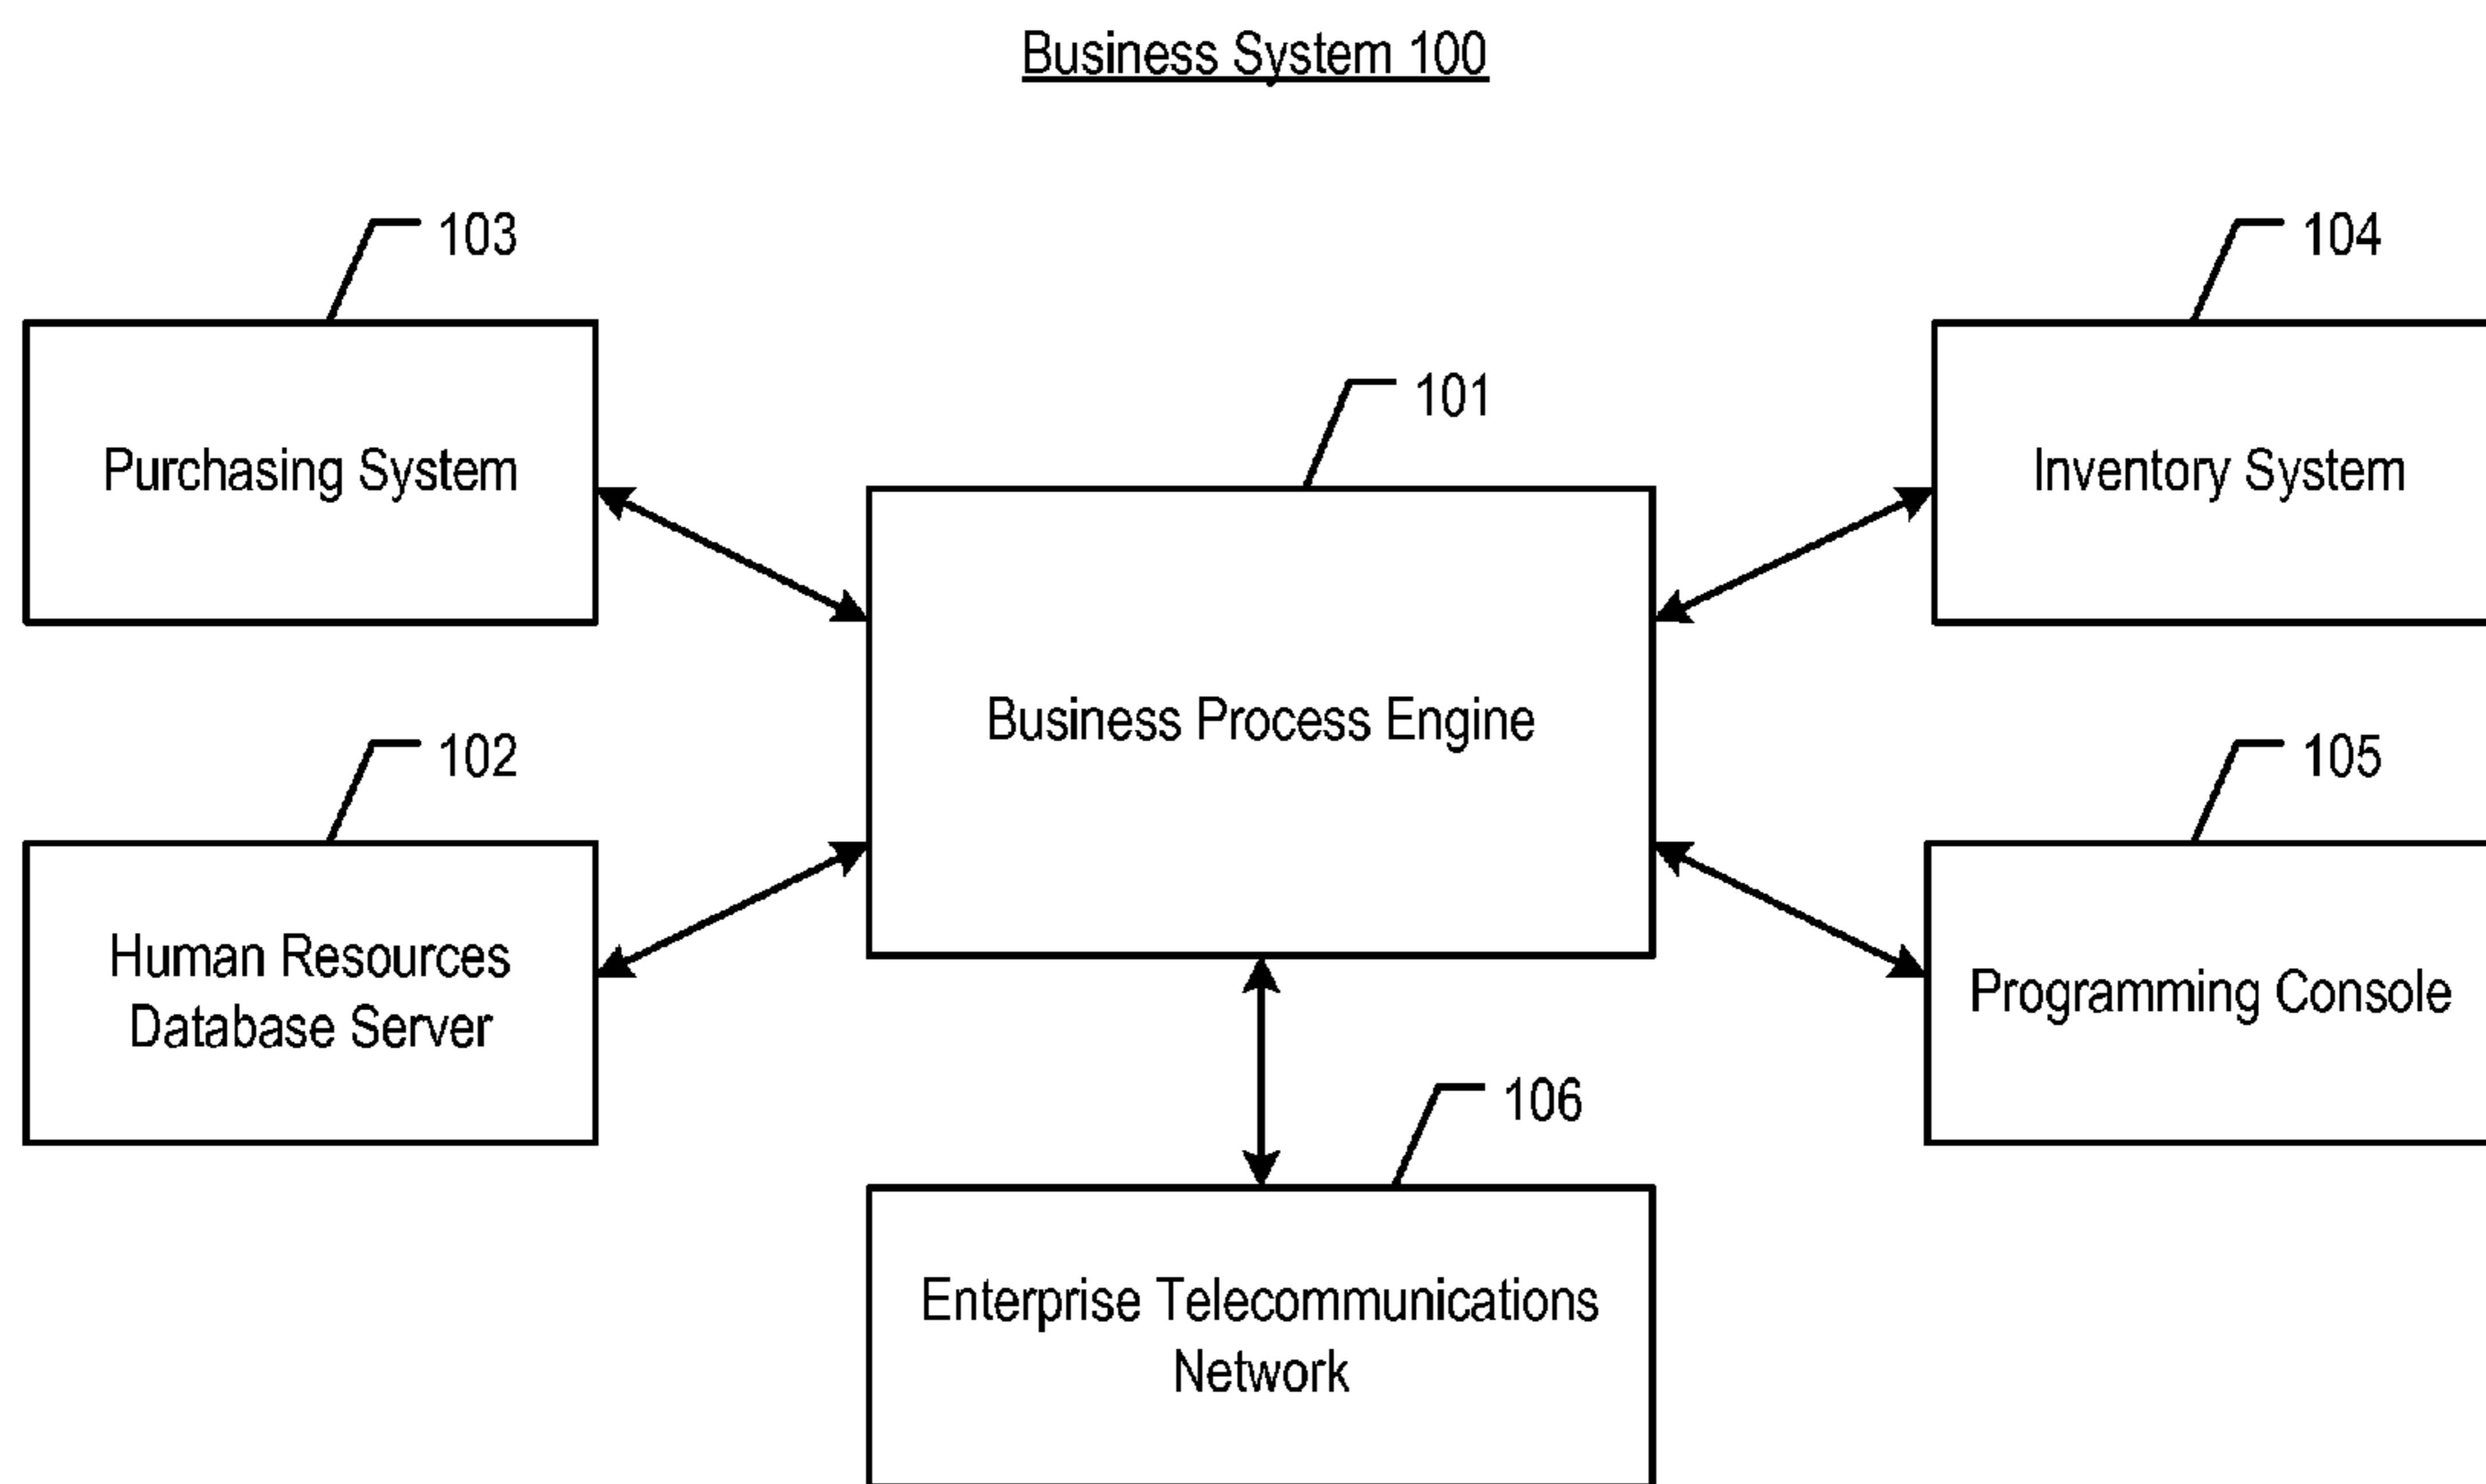 Business System 100
103
104
101
Purchasing System
Inventory System
Business Process Engine
102
105
Human Resources
Database Server
Programming Console
106
Enterprise Telecommunications
Network